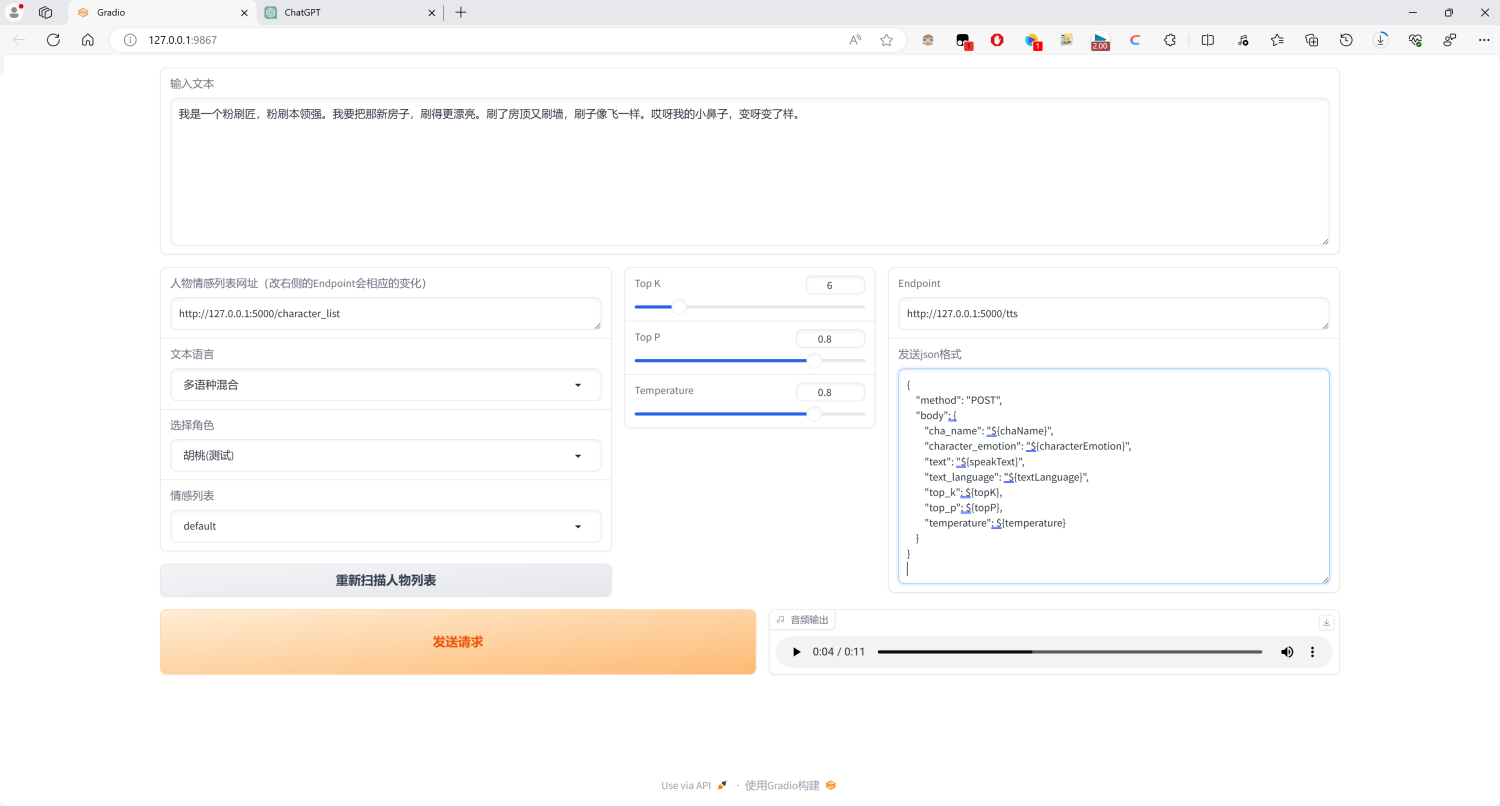 Gradio
ChatGPT
127.0.0.1:9867
1
1
2.00
输入文本
我是一个粉刷匠，粉刷本领强。我要把那新房子，刷得更漂亮。刷了房顶又刷墙，刷子像飞一样。哎呀我的小鼻子，变呀变了样。
人物情感列表网址（改右侧的Endpoint会相应的变化）
http://127.0.0.1:5000/character_list
文本语言
多语种混合
选择角色
胡桃(测试)
情感列表
default
重新扫描人物列表
Top K
6
Top P
0.8
Temperature
0.8
Endpoint
http://127.0.0.1:5000/tts
发送json格式
{
"method": "POST",
"body": {
"cha_name": "${chaName}",
"character_emotion": "${characterEmotion}",
"text": "${speakText}",
"text_language": "${textLanguage}",
"top_k": ${topK},
"top_p": ${topP},
"temperature": ${temperature}
}
}
发送请求
音频输出
0:04 / 0:11
Use via API · 使用Gradio构建